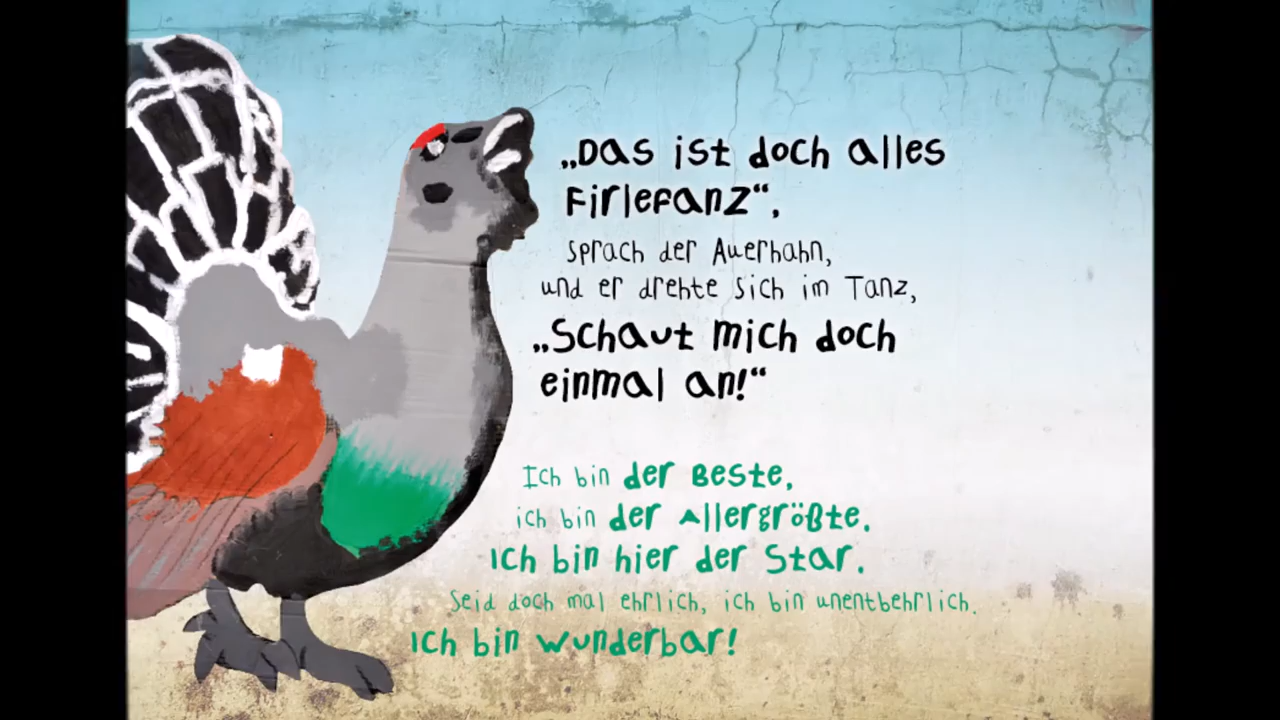 „Das ist doch alles
Firlefanz“,
sprach der Auerhahn,
und er drehte sich im Tanz,
„Schaut mich doch
einmal an!“
Ich bin der Beste,
ich bin der Allergrößte.
Ich bin hier der Star.
Seid doch mal ehrlich, ich bin unentbehrlich.
Ich bin wunderbar!